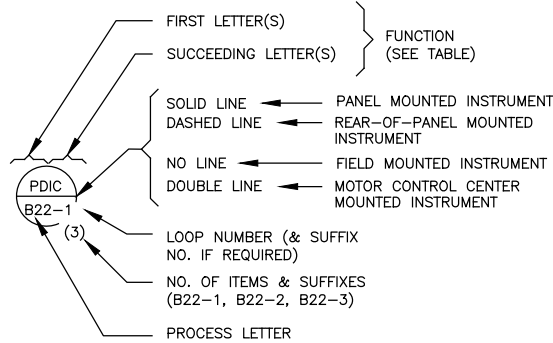 FIRST LETTER(S)
SUCCEEDING LETTER(S)
FUNCTION
(SEE TABLE)
SOLID LINE
PANEL MOUNTED INSTRUMENT
DASHED LINE
REAR-OF-PANEL MOUNTED
INSTRUMENT
NO LINE
FIELD MOUNTED INSTRUMENT
DOUBLE LINE
MOTOR CONTROL CENTER
MOUNTED INSTRUMENT
PDIC
B22-1
(3)
LOOP NUMBER (& SUFFIX
NO. IF REQUIRED)
NO. OF ITEMS & SUFFIXES
(B22-1, B22-2, B22-3)
PROCESS LETTER